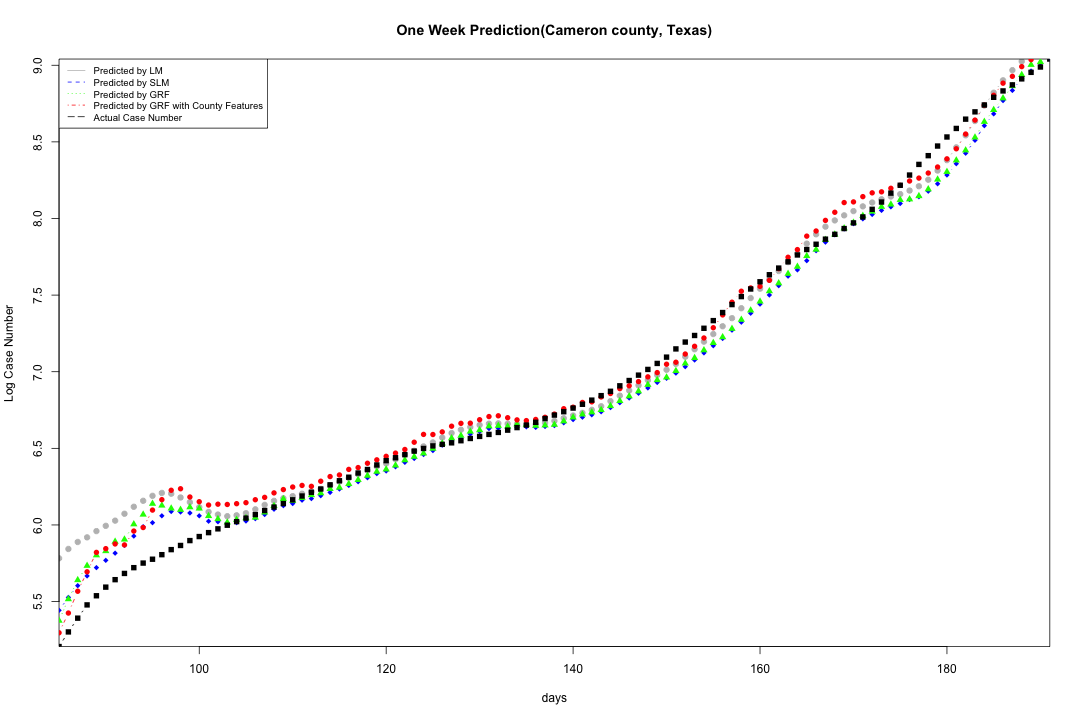 One Week Prediction(Cameron county, Texas)
Predicted by LM
Predicted by SLM
Predicted by GRF
Predicted by GRF with County Features
Actual Case Number
9.0
8.5
8.0
7.5
7.0
6.5
6.0
5.5
Log Case Number
100 120 140 160 180
days